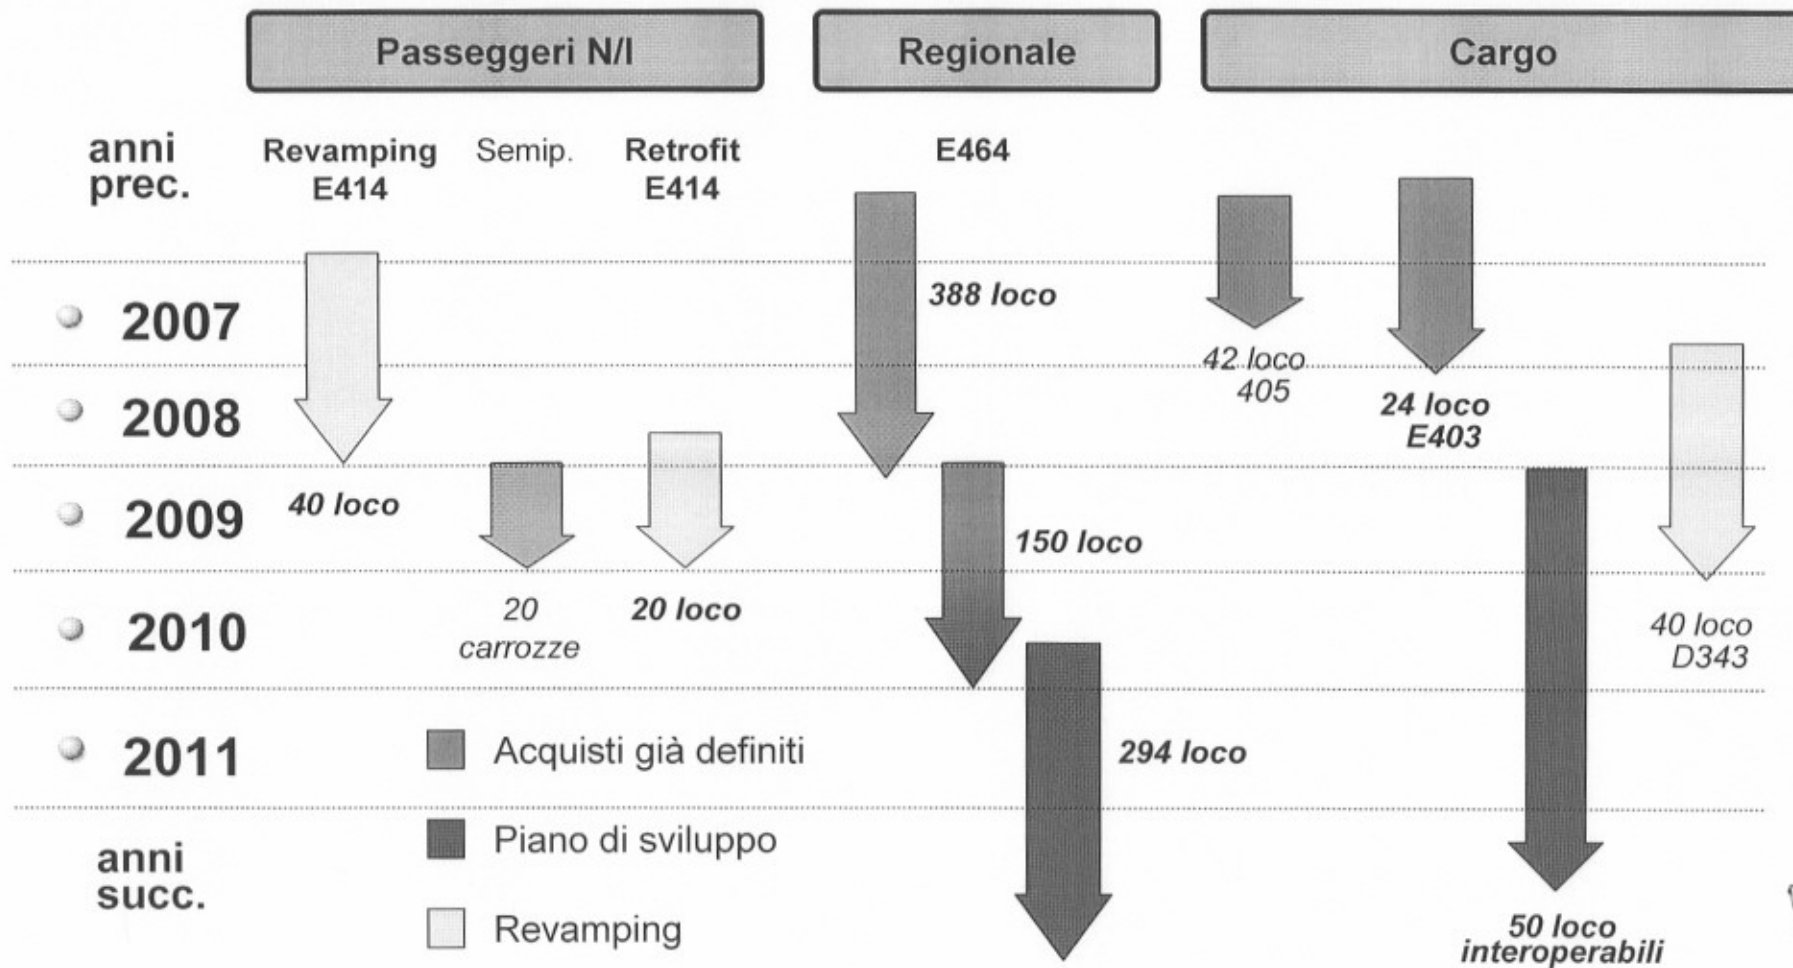 Passeggeri N/I
Regionale
Cargo
anni
prec.
Revamping
E414
Semip.
Retrofit
E414
E464
2007
388 loco
42 loco
405
2008
24 loco
E403
2009
40 loco
150 loco
2010
20
carrozze
20 loco
40 loco
D343
2011
Acquisti già definiti
294 loco
Piano di sviluppo
anni
succ.
Revamping
50 loco
interoperabili